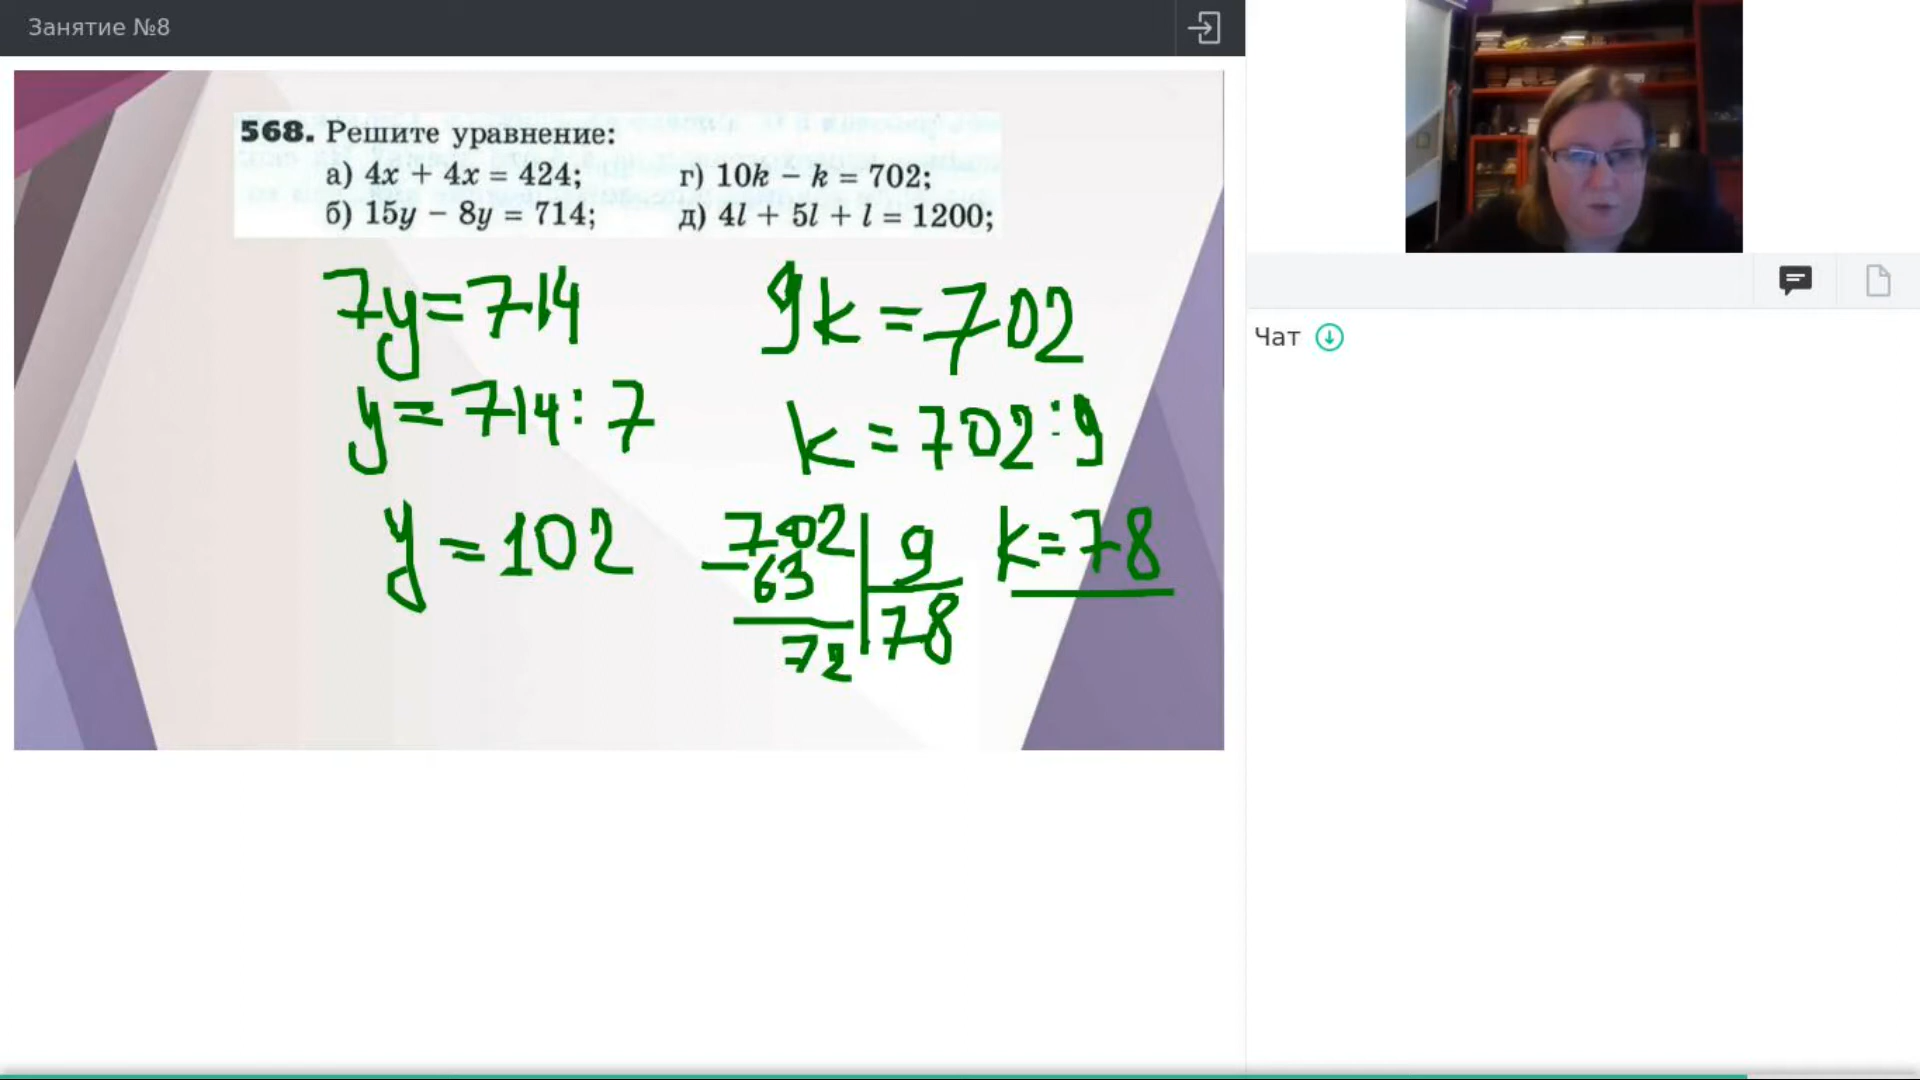 Занятие №8
568. Решите уравнение:
а) 4x + 4x = 424;
г) 10k − k = 702;
б) 15y − 8y = 714;
д) 4l + 5l + l = 1200;
7y=714
9k=702
y=714:7
k=702:9
y=102
702 9
−63 78
72
k=78
Чат